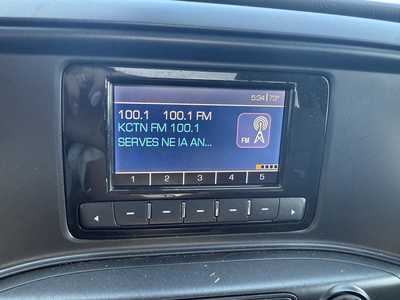 5:34 73°
100.1 100.1 FM
KCTN FM 100.1
SERVES NE IA AN...
FM
1 2 3 4 5